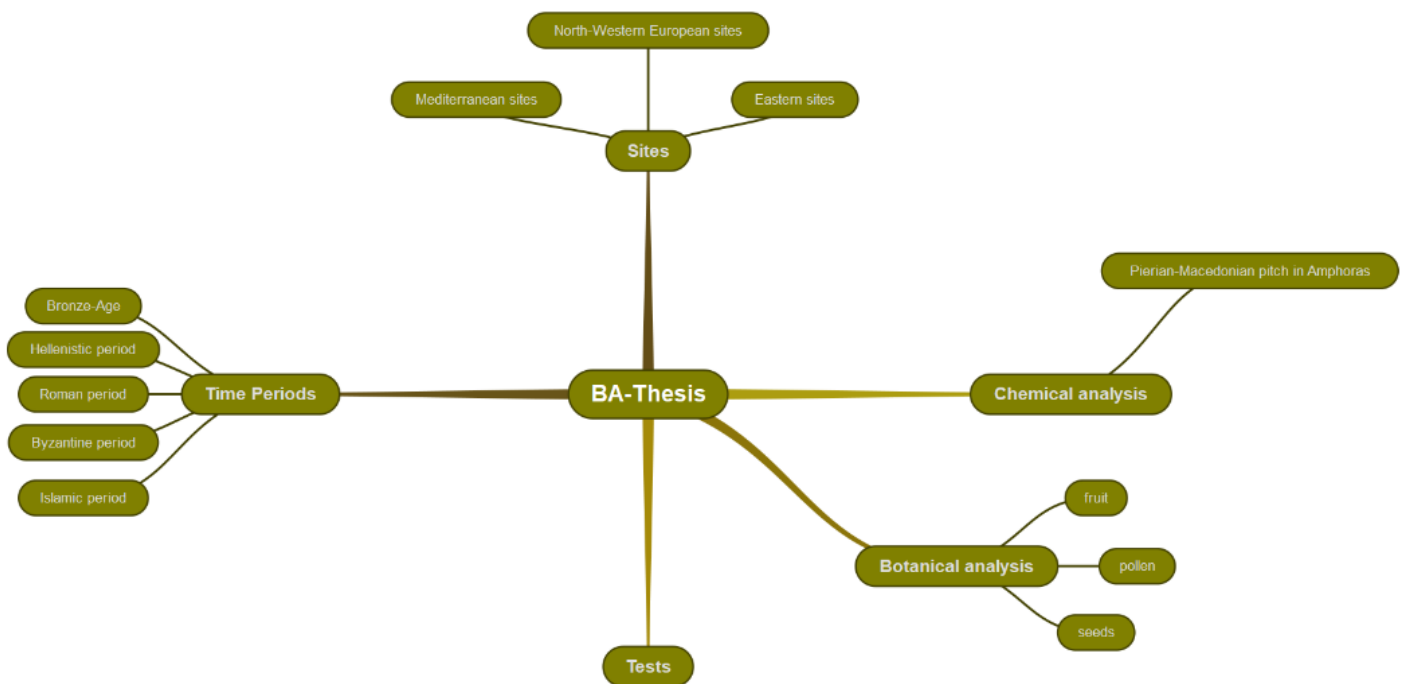 North-Western European sites
Mediterranean sites
Eastern sites
Sites
Pierian-Macedonian pitch in Amphoras
Bronze-Age
Hellenistic period
Roman period
Byzantine period
Islamic period
Time Periods
BA-Thesis
Chemical analysis
fruit
Botanical analysis
pollen
seeds
Tests